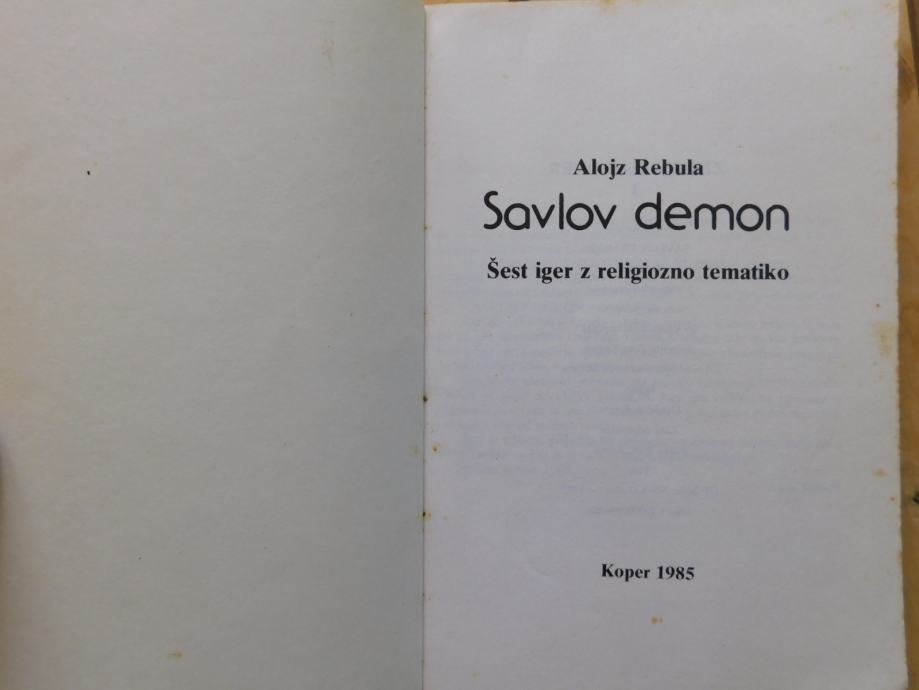 Alojz Rebula
Savlov demon
Šest iger z religiozno tematiko
Koper 1985